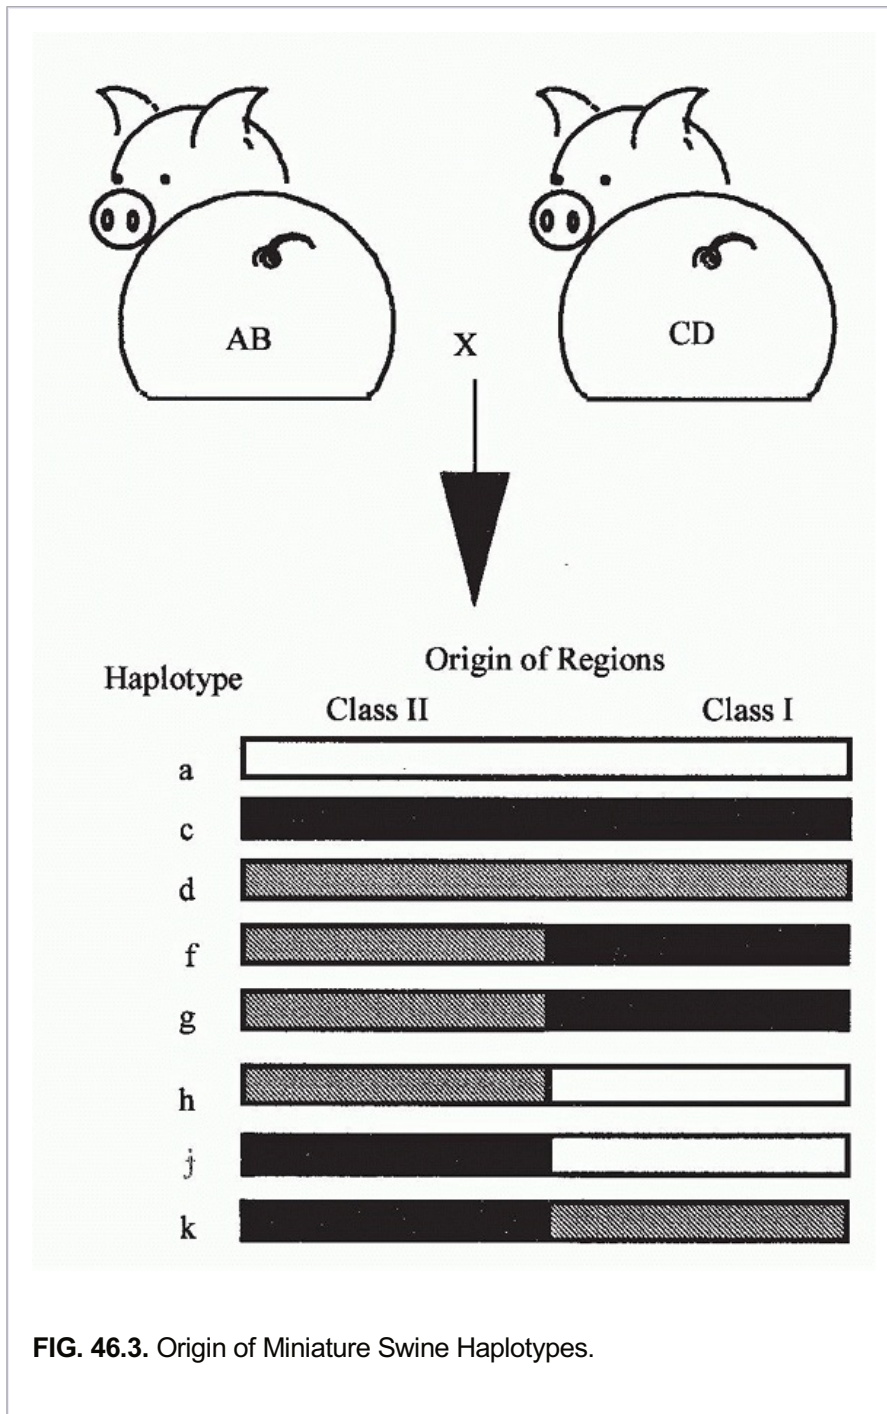 AB
X
CD
Origin of Regions
Haplotype
Class II Class I
a
c
d
f
g
h
j
k
FIG. 46.3. Origin of Miniature Swine Haplotypes.